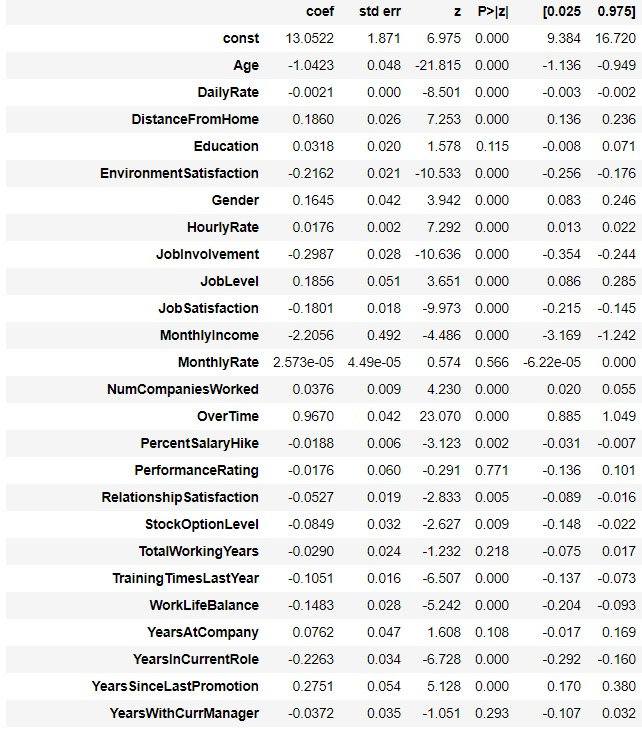 coef std err z P>|z| [0.025 0.975]
const 13.0522 1.871 6.975 0.000 9.384 16.720
Age -1.0423 0.048 -21.815 0.000 -1.136 -0.949
DailyRate -0.0021 0.000 -8.501 0.000 -0.003 -0.002
DistanceFromHome 0.1860 0.026 7.253 0.000 0.136 0.236
Education 0.0318 0.020 1.578 0.115 -0.008 0.071
EnvironmentSatisfaction -0.2162 0.021 -10.533 0.000 -0.256 -0.176
Gender 0.1645 0.042 3.942 0.000 0.083 0.246
HourlyRate 0.0176 0.002 7.292 0.000 0.013 0.022
JobInvolvement -0.2987 0.028 -10.636 0.000 -0.354 -0.244
JobLevel 0.1856 0.051 3.651 0.000 0.086 0.285
JobSatisfaction -0.1801 0.018 -9.973 0.000 -0.215 -0.145
MonthlyIncome -2.2056 0.492 -4.486 0.000 -3.169 -1.242
MonthlyRate 2.573e-05 4.49e-05 0.574 0.566 -6.22e-05 0.000
NumCompaniesWorked 0.0376 0.009 4.230 0.000 0.020 0.055
OverTime 0.9670 0.042 23.070 0.000 0.885 1.049
PercentSalaryHike -0.0188 0.006 -3.123 0.002 -0.031 -0.007
PerformanceRating -0.0176 0.060 -0.291 0.771 -0.136 0.101
RelationshipSatisfaction -0.0527 0.019 -2.833 0.005 -0.089 -0.016
StockOptionLevel -0.0849 0.032 -2.627 0.009 -0.148 -0.022
TotalWorkingYears -0.0290 0.024 -1.232 0.218 -0.075 0.017
TrainingTimesLastYear -0.1051 0.016 -6.507 0.000 -0.137 -0.073
WorkLifeBalance -0.1483 0.028 -5.242 0.000 -0.204 -0.093
YearsAtCompany 0.0762 0.047 1.608 0.108 -0.017 0.169
YearsInCurrentRole -0.2263 0.034 -6.728 0.000 -0.292 -0.160
YearsSinceLastPromotion 0.2751 0.054 5.128 0.000 0.170 0.380
YearsWithCurrManager -0.0372 0.035 -1.051 0.293 -0.107 0.032